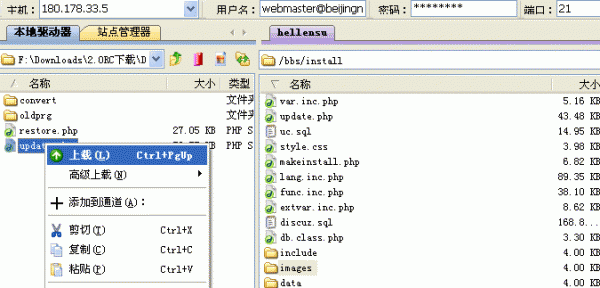 主机: 180.178.33.5 用户名: webmaster@beijingn 密码: ******** 端口: 21
本地驱动器 站点管理器 hellensu
F:\Downloads\2.0RC下载\D /bbs/install
名称 大小 类型 名称 大小
convert 文件夹 var.inc.php 5.16 KB
oldprg 文件夹 update.php 43.48 KB
restore.php 27.05 KB PHP S uc.sql 14.95 KB
style.css 3.98 KB
上载(L) Ctrl+PgUp makeinstall.php 6.82 KB
高级上载(N) lang.inc.php 89.35 KB
func.inc.php 38.10 KB
添加到通道(A): extvar.inc.php 8.62 KB
剪切(T) Ctrl+X discuz.sql 168.8...
db.class.php 3.30 KB
复制(C) Ctrl+C include 4.00 KB
粘贴(P) Ctrl+V images 4.00 KB
data 4.00 KB